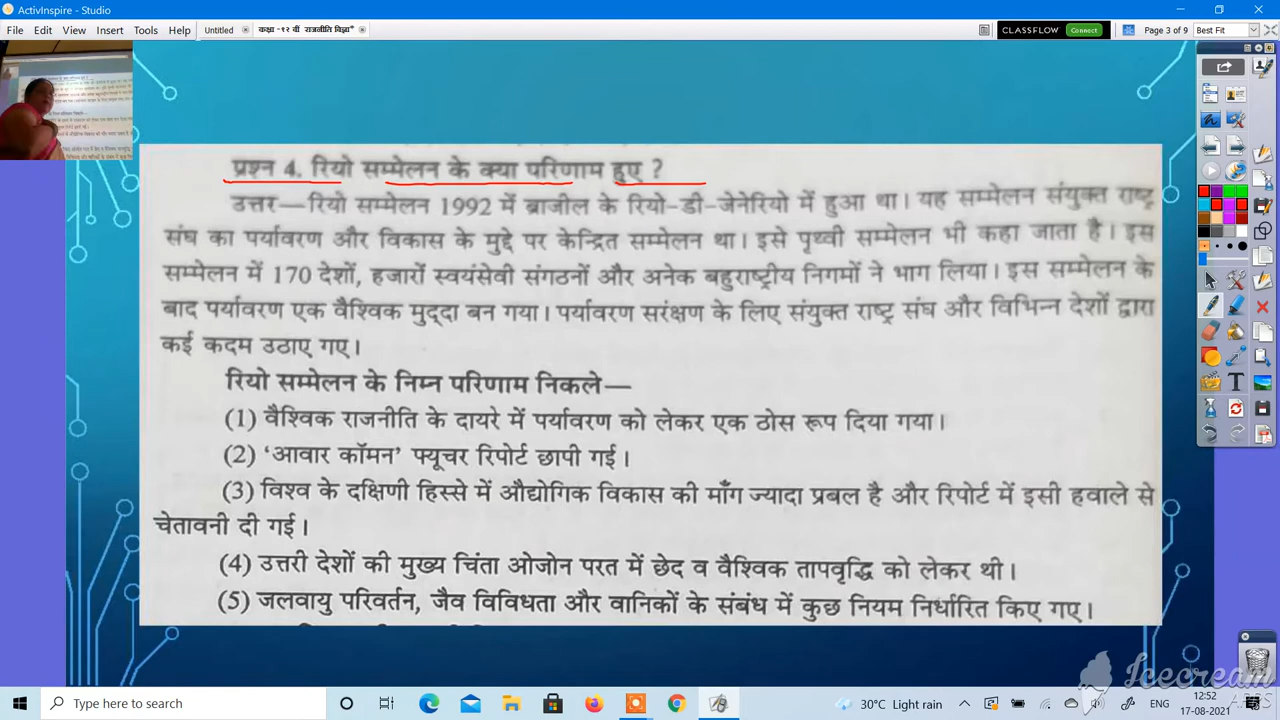 ActivInspire - Studio
File Edit View Insert Tools Help Untitled कक्षा -१२ वीं राजनीति विज्ञा* CLASSFLOW Connect Page 3 of 9 Best Fit
प्रश्न 4. रियो सम्मेलन के क्या परिणाम हुए ?
उत्तर—रियो सम्मेलन 1992 में ब्राजील के रियो-डी-जेनेरियो में हुआ था। यह सम्मेलन संयुक्त राष्ट्र
संघ का पर्यावरण और विकास के मुद्दे पर केन्द्रित सम्मेलन था। इसे पृथ्वी सम्मेलन भी कहा जाता है। इस
सम्मेलन में 170 देशों, हजारों स्वयंसेवी संगठनों और अनेक बहुराष्ट्रीय निगमों ने भाग लिया। इस सम्मेलन के
बाद पर्यावरण एक वैश्विक मुद्दा बन गया। पर्यावरण सरंक्षण के लिए संयुक्त राष्ट्र संघ और विभिन्न देशों द्वारा
कई कदम उठाए गए।
रियो सम्मेलन के निम्न परिणाम निकले—
(1) वैश्विक राजनीति के दायरे में पर्यावरण को लेकर एक ठोस रूप दिया गया।
(2) 'आवार कॉमन' फ्यूचर रिपोर्ट छापी गई।
(3) विश्व के दक्षिणी हिस्से में औद्योगिक विकास की माँग ज्यादा प्रबल है और रिपोर्ट में इसी हवाले से
चेतावनी दी गई।
(4) उत्तरी देशों की मुख्य चिंता ओजोन परत में छेद व वैश्विक तापवृद्धि को लेकर थी।
(5) जलवायु परिवर्तन, जैव विविधता और वानिकों के संबंध में कुछ नियम निर्धारित किए गए।
Icecream
APPS
Type here to search 30°C Light rain ENG 12:52
17-08-2021